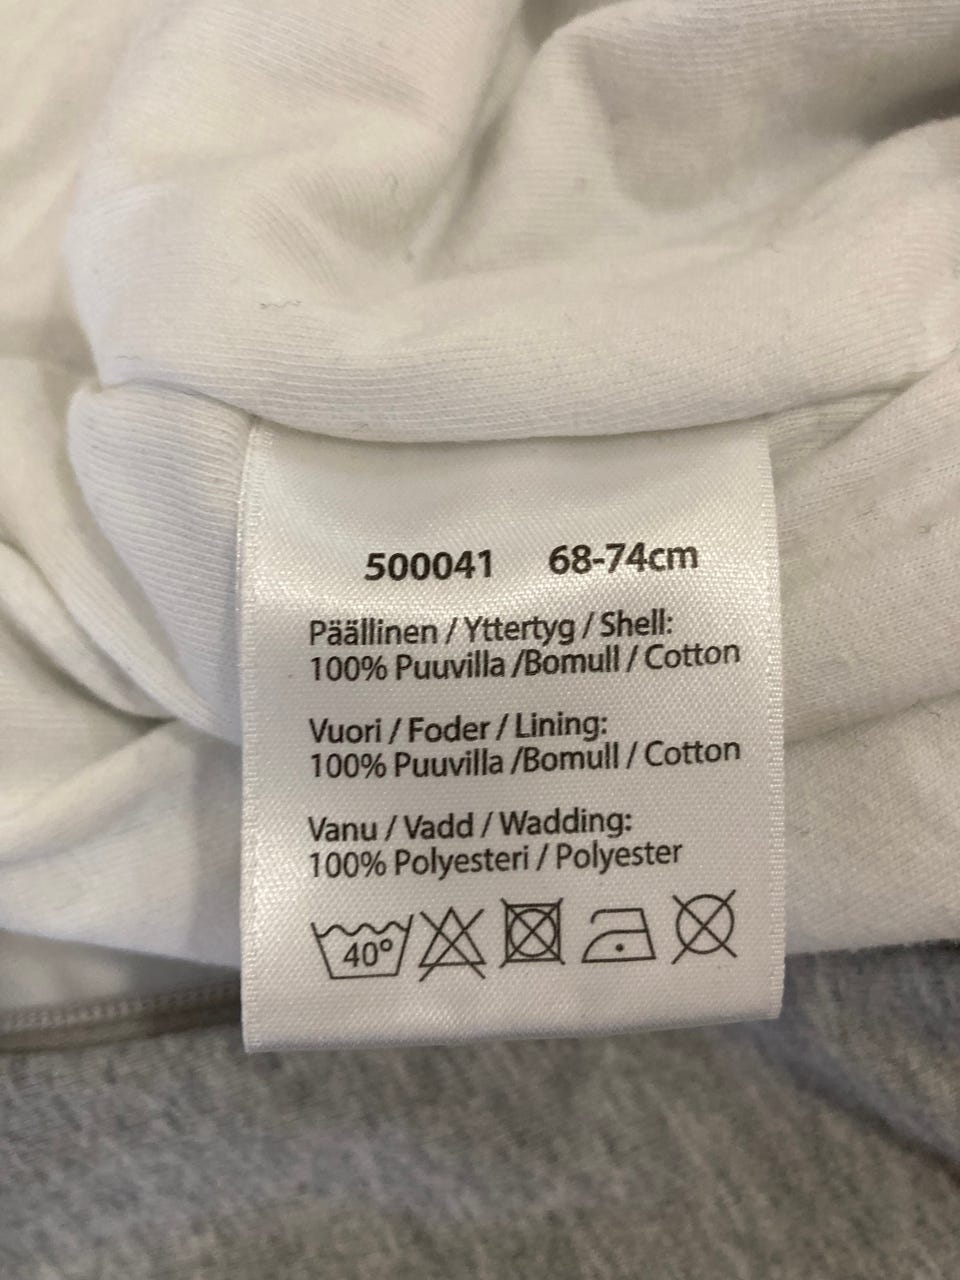 500041 68-74cm
Päällinen / Yttertyg / Shell:
100% Puuvilla /Bomull / Cotton
Vuori / Foder / Lining:
100% Puuvilla /Bomull / Cotton
Vanu / Vadd / Wadding:
100% Polyesteri / Polyester
40°